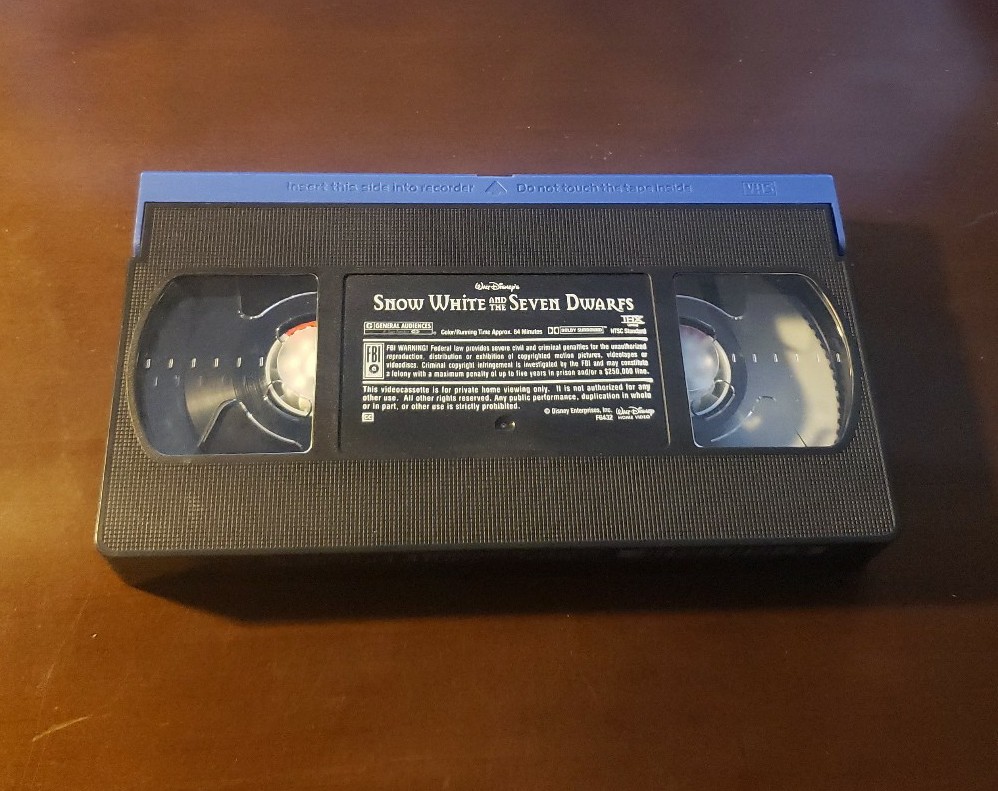 Insert this side into recorder Do not touch the tape inside VHS
Walt Disney's
SNOW WHITE AND THE SEVEN DWARFS
G GENERAL AUDIENCES
Color/Running Time Approx. 84 Minutes DOLBY SURROUND THX NTSC Standard
FBI
FBI WARNING! Federal law provides severe civil and criminal penalties for the unauthorized
reproduction, distribution or exhibition of copyrighted motion pictures, videotapes or
videodiscs. Criminal copyright infringement is investigated by the FBI and may constitute
a felony with a maximum penalty of up to five years in prison and/or a $250,000 fine.
This videocassette is for private home viewing only. It is not authorized for any
other use. All other rights reserved. Any public performance, duplication in whole
or in part, or other use is strictly prohibited.
CC
© Disney Enterprises, Inc.
F6432
Walt Disney
HOME VIDEO